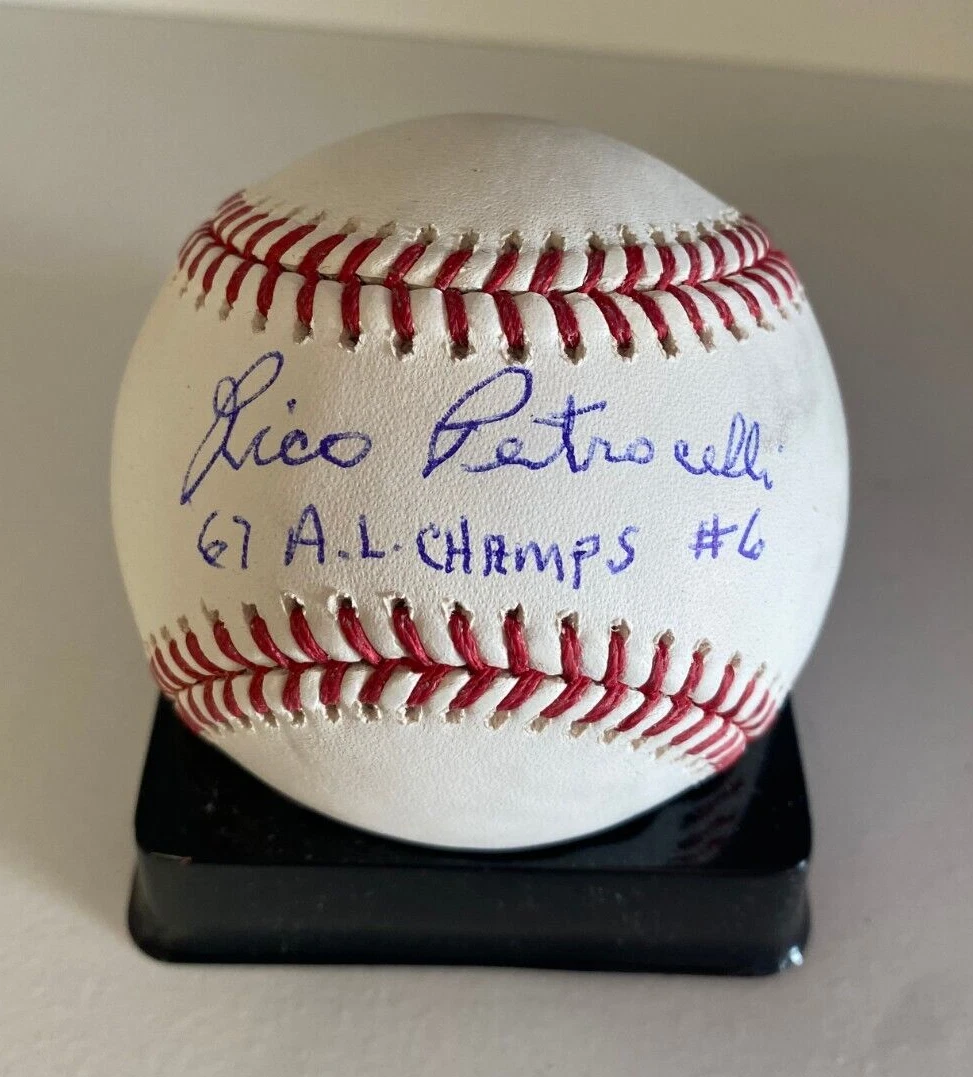 Rico Petrocelli
67 A.L. CHAMPS #6